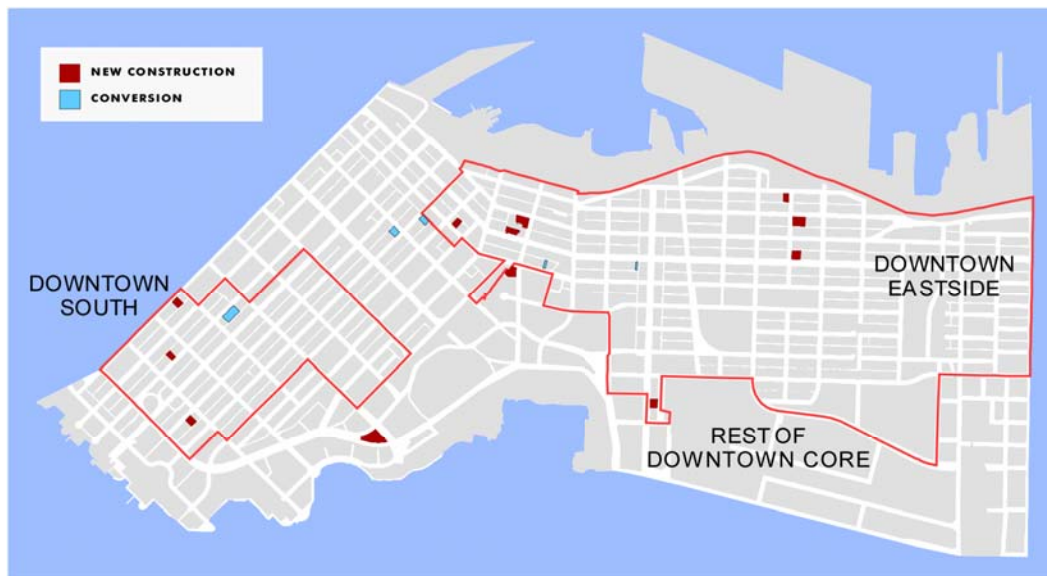 NEW CONSTRUCTION
CONVERSION
DOWNTOWN
SOUTH
DOWNTOWN
EASTSIDE
REST OF
DOWNTOWN CORE